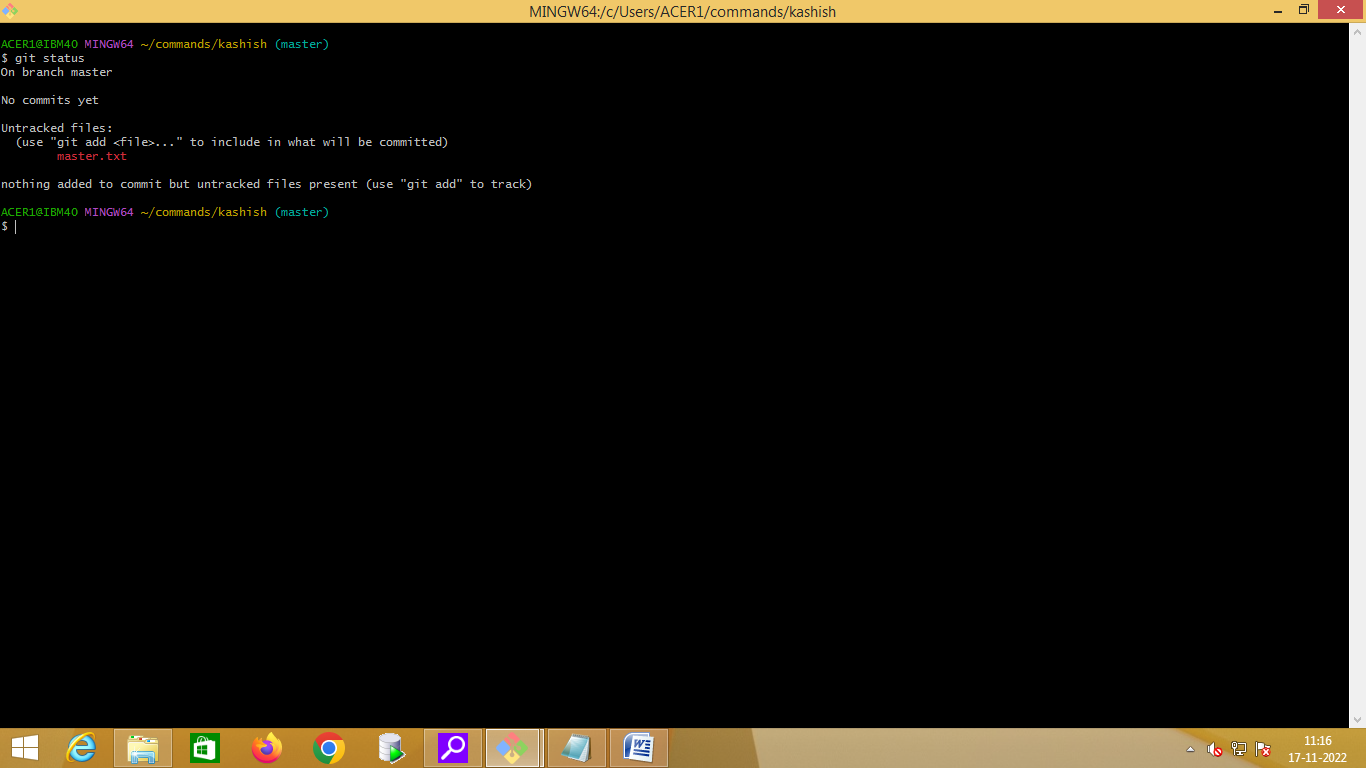 MINGW64:/c/Users/ACER1/commands/kashish
ACER1@IBM40 MINGW64 ~/commands/kashish (master)
$ git status
On branch master
No commits yet
Untracked files:
  (use "git add <file>..." to include in what will be committed)
        master.txt
nothing added to commit but untracked files present (use "git add" to track)
ACER1@IBM40 MINGW64 ~/commands/kashish (master)
$
11:16
17-11-2022